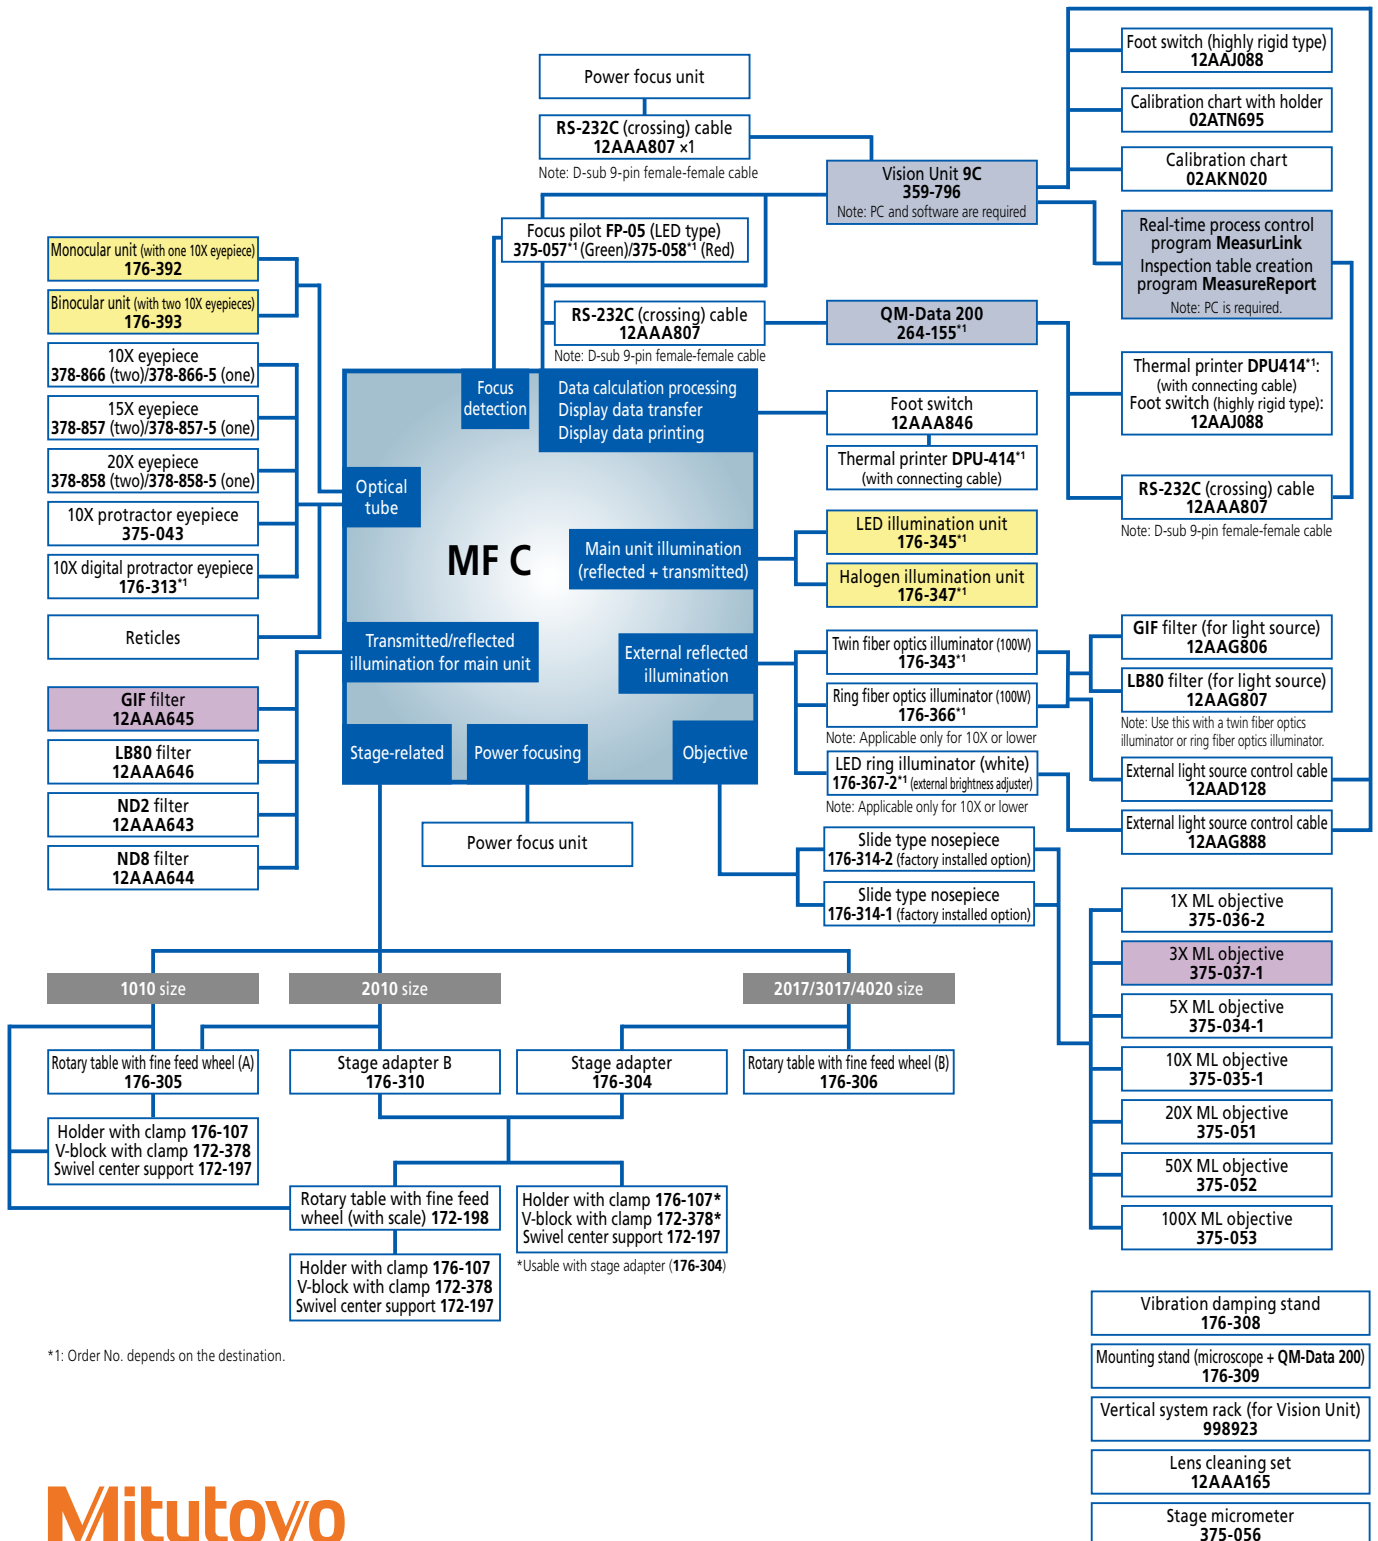 Power focus unit
RS-232C (crossing) cable
12AAA807 ×1
Note: D-sub 9-pin female-female cable
Vision Unit 9C
359-796
Note: PC and software are required
Foot switch (highly rigid type)
12AAJ088
Calibration chart with holder
02ATN695
Calibration chart
02AKN020
Real-time process control
program MeasurLink
Inspection table creation
program MeasureReport
Note: PC is required.
Focus pilot FP-05 (LED type)
375-057*1 (Green)/375-058*1 (Red)
RS-232C (crossing) cable
12AAA807
Note: D-sub 9-pin female-female cable
QM-Data 200
264-155*1
Thermal printer DPU414*1:
(with connecting cable)
Foot switch (highly rigid type):
12AAJ088
RS-232C (crossing) cable
12AAA807
Note: D-sub 9-pin female-female cable
Monocular unit (with one 10X eyepiece)
176-392
Binocular unit (with two 10X eyepieces)
176-393
10X eyepiece
378-866 (two)/378-866-5 (one)
15X eyepiece
378-857 (two)/378-857-5 (one)
20X eyepiece
378-858 (two)/378-858-5 (one)
10X protractor eyepiece
375-043
10X digital protractor eyepiece
176-313*1
Reticles
GIF filter
12AAA645
LB80 filter
12AAA646
ND2 filter
12AAA643
ND8 filter
12AAA644
Focus
detection
Data calculation processing
Display data transfer
Display data printing
Optical
tube
MF C
Main unit illumination
(reflected + transmitted)
Transmitted/reflected
illumination for main unit
External reflected
illumination
Stage-related
Power focusing
Objective
Foot switch
12AAA846
Thermal printer DPU-414*1
(with connecting cable)
LED illumination unit
176-345*1
Halogen illumination unit
176-347*1
Twin fiber optics illuminator (100W)
176-343*1
Ring fiber optics illuminator (100W)
176-366*1
Note: Applicable only for 10X or lower
LED ring illuminator (white)
176-367-2*1 (external brightness adjuster)
Note: Applicable only for 10X or lower
GIF filter (for light source)
12AAG806
LB80 filter (for light source)
12AAG807
Note: Use this with a twin fiber optics
illuminator or ring fiber optics illuminator.
External light source control cable
12AAD128
External light source control cable
12AAG888
Power focus unit
Slide type nosepiece
176-314-2 (factory installed option)
Slide type nosepiece
176-314-1 (factory installed option)
1X ML objective
375-036-2
3X ML objective
375-037-1
5X ML objective
375-034-1
10X ML objective
375-035-1
20X ML objective
375-051
50X ML objective
375-052
100X ML objective
375-053
1010 size
2010 size
2017/3017/4020 size
Rotary table with fine feed wheel (A)
176-305
Stage adapter B
176-310
Stage adapter
176-304
Rotary table with fine feed wheel (B)
176-306
Holder with clamp 176-107
V-block with clamp 172-378
Swivel center support 172-197
Rotary table with fine feed
wheel (with scale) 172-198
Holder with clamp 176-107*
V-block with clamp 172-378*
Swivel center support 172-197
*Usable with stage adapter (176-304)
Holder with clamp 176-107
V-block with clamp 172-378
Swivel center support 172-197
Vibration damping stand
176-308
Mounting stand (microscope + QM-Data 200)
176-309
Vertical system rack (for Vision Unit)
998923
Lens cleaning set
12AAA165
Stage micrometer
375-056
*1: Order No. depends on the destination.
Mitutoyo